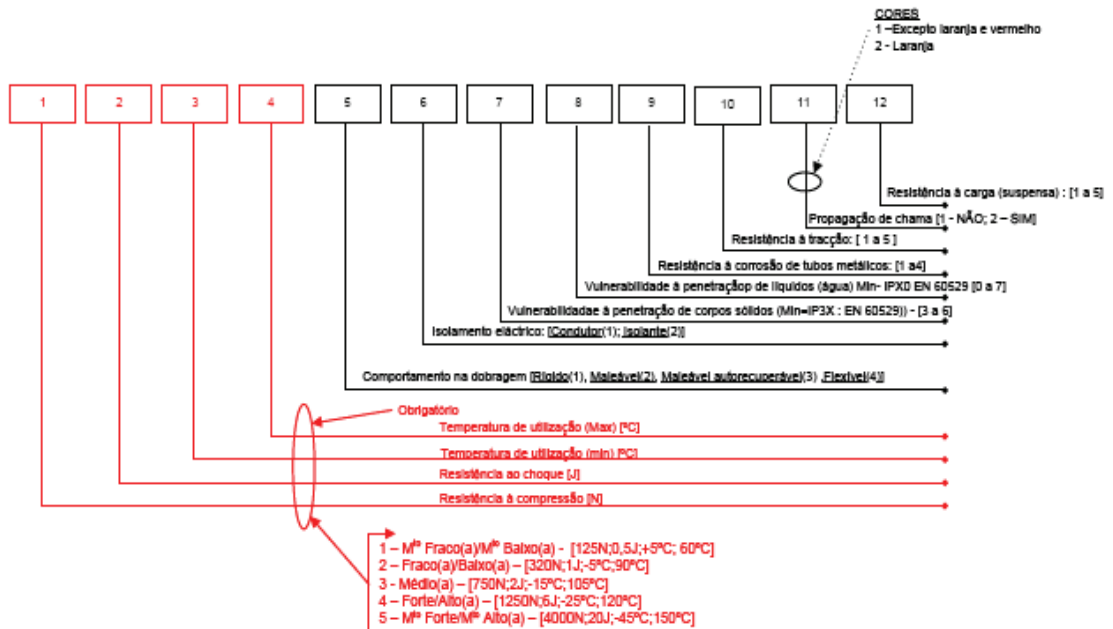 CORES
1 –Excepto laranja e vermelho
2 - Laranja
1 2 3 4 5 6 7 8 9 10 11 12
Resistência à carga (suspensa) : [1 a 5]
Propagação de chama [1 - NÃO; 2 – SIM]
Resistência à tracção: [ 1 a 5 ]
Resistência à corrosão de tubos metálicos: [1 a4]
Vulnerabilidade à penetraçãop de líquidos (água) Min- IPX0 EN 60529 [0 a 7]
Vulnerabilidadae à penetração de corpos sólidos (Min=IP3X : EN 60529)) - [3 a 6]
Isolamento eléctrico: [Condutor(1); Isolante(2)]
Comportamento na dobragem [Rígido(1), Maleável(2), Maleável autorecuperável(3) ,Flexível(4)]
Obrigatório
Temperatura de utilização (Max) [ºC]
Temperatura de utilização (min) [ºC]
Resistência ao choque [J]
Resistência à compressão [N]
1 – Mto Fraco(a)/Mto Baixo(a) - [125N;0,5J;+5ºC; 60ºC]
2 – Fraco(a)/Baixo(a) – [320N;1J;-5ºC;90ºC]
3 - Médio(a) – [750N;2J;-15ºC;105ºC]
4 – Forte/Alto(a) – [1250N;6J;-25ºC;120ºC]
5 – Mto Forte/Mto Alto(a) – [4000N;20J;-45ºC;150ºC]